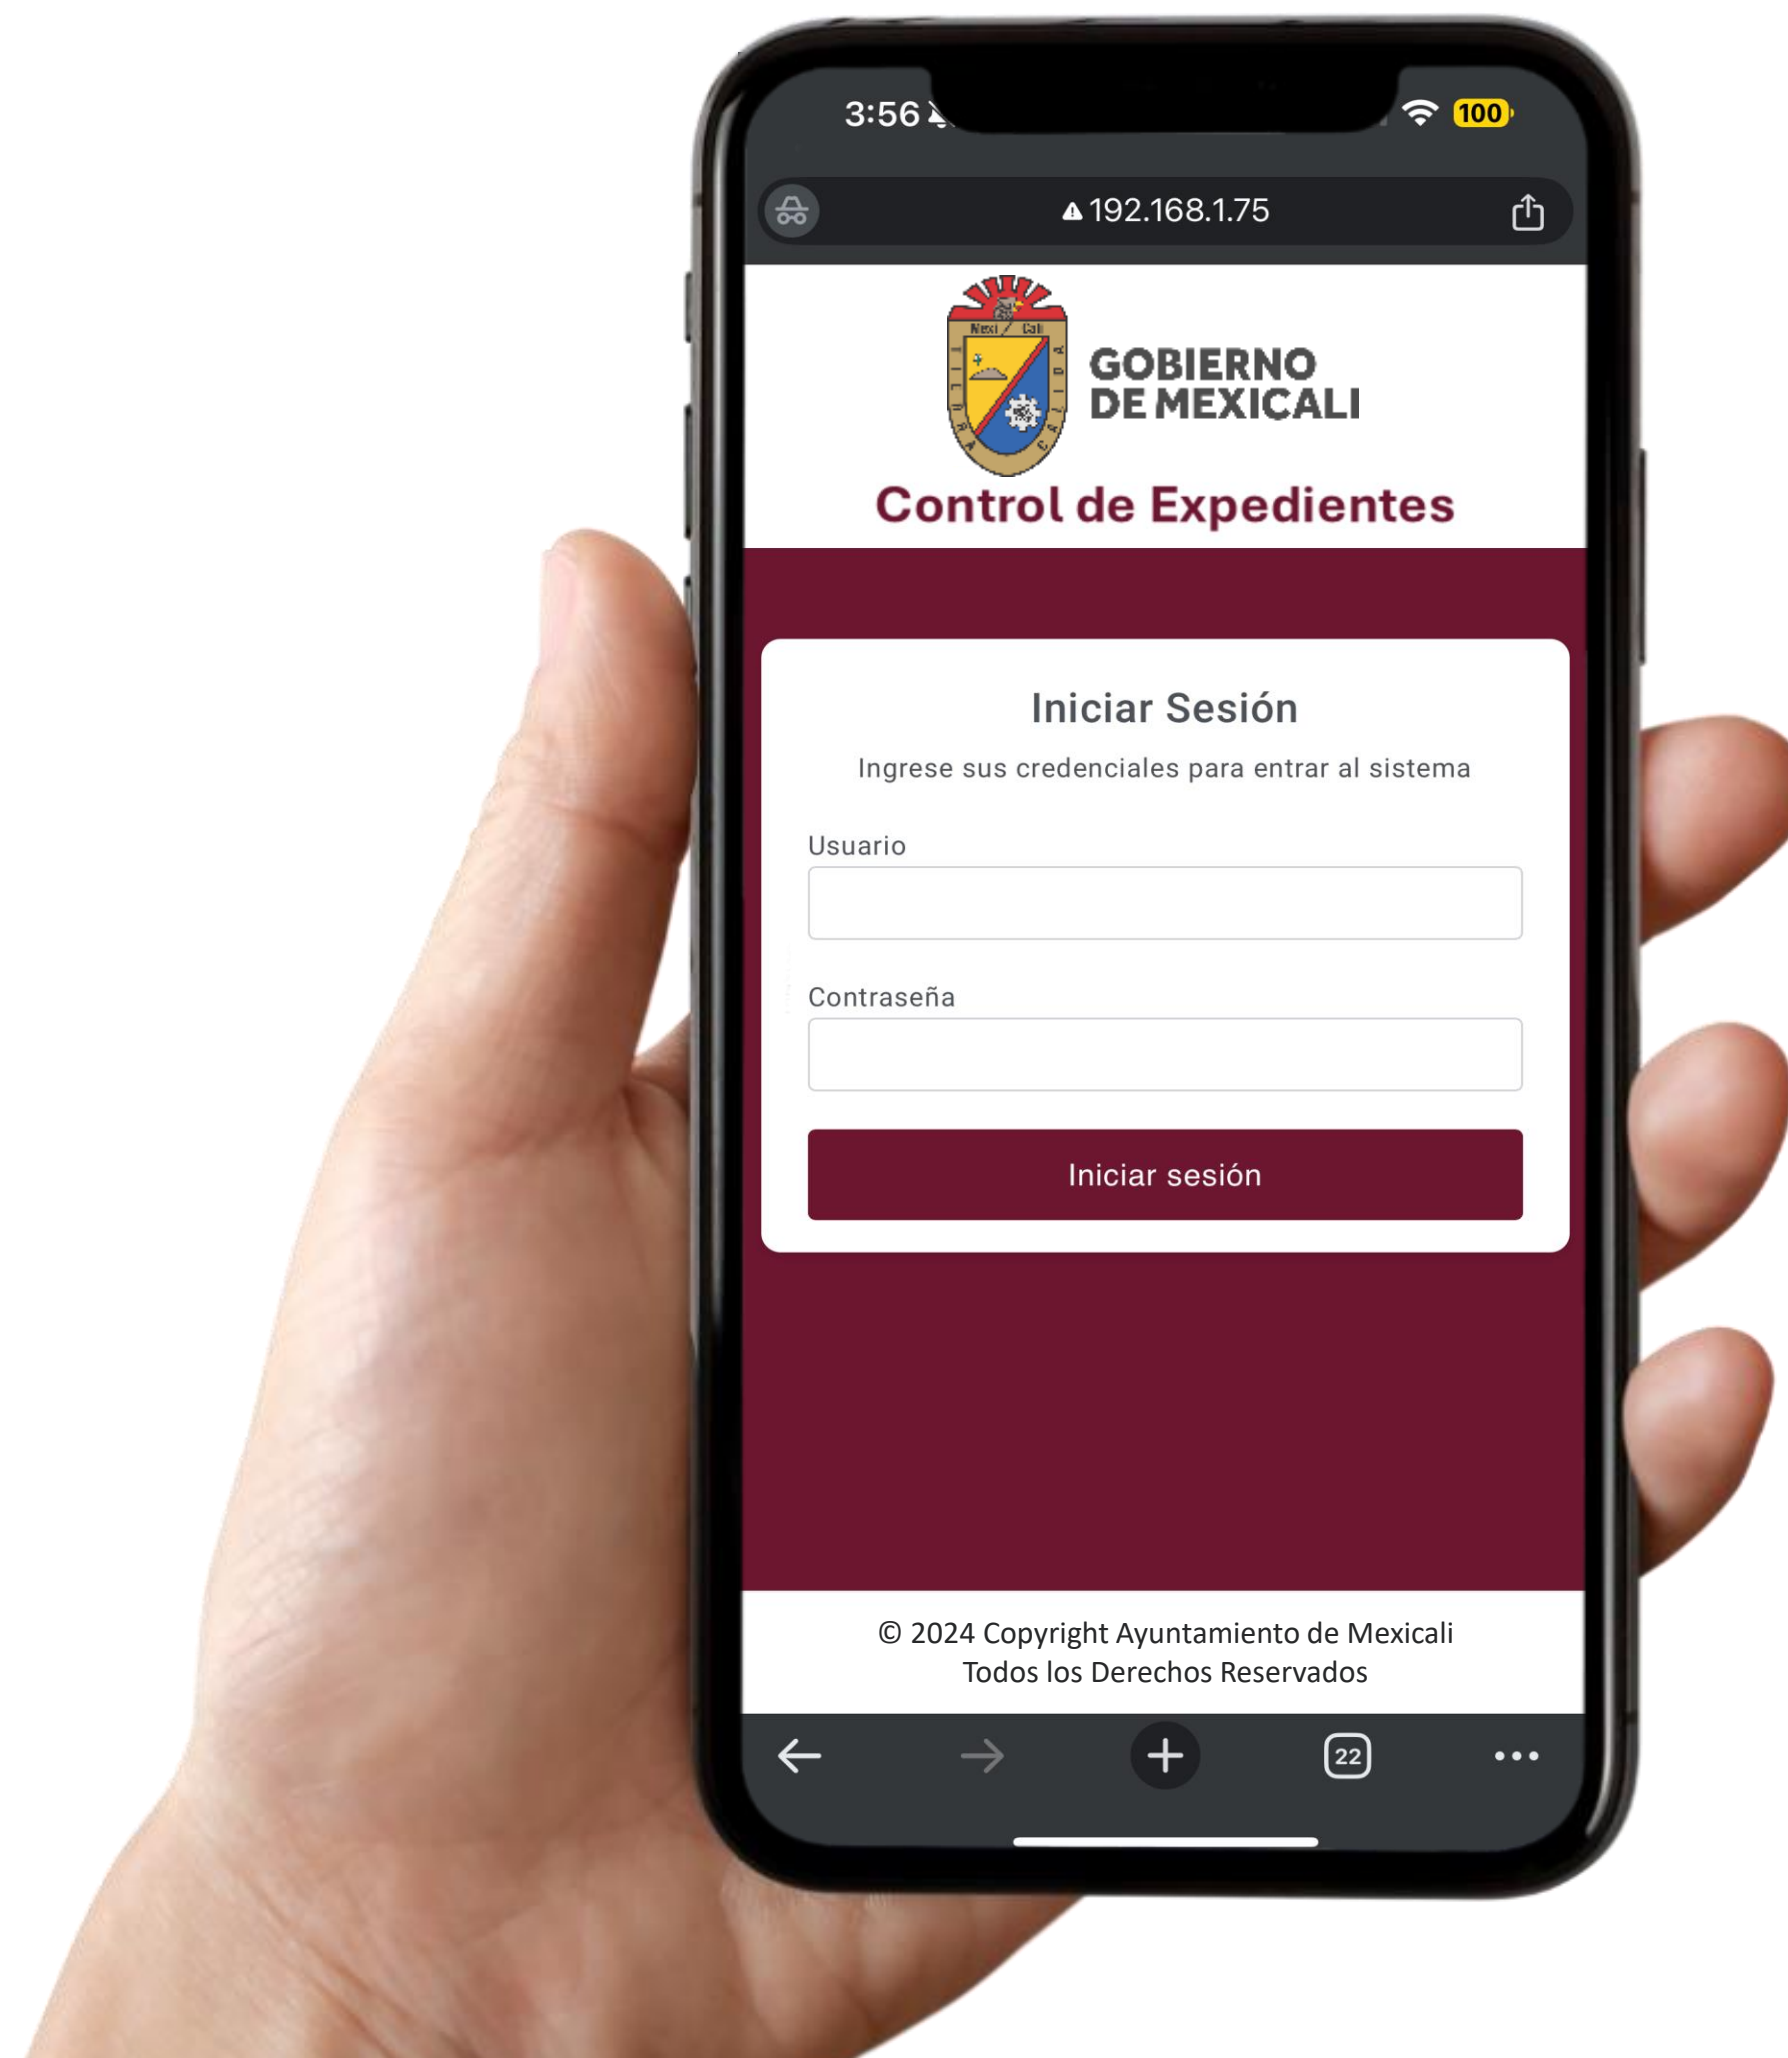 3:56
100
192.168.1.75
Mexi Cali
TIERRA CALIDA
GOBIERNO
DE MEXICALI
Control de Expedientes
Iniciar Sesión
Ingrese sus credenciales para entrar al sistema
Usuario
Contraseña
Iniciar sesión
© 2024 Copyright Ayuntamiento de Mexicali
Todos los Derechos Reservados
22